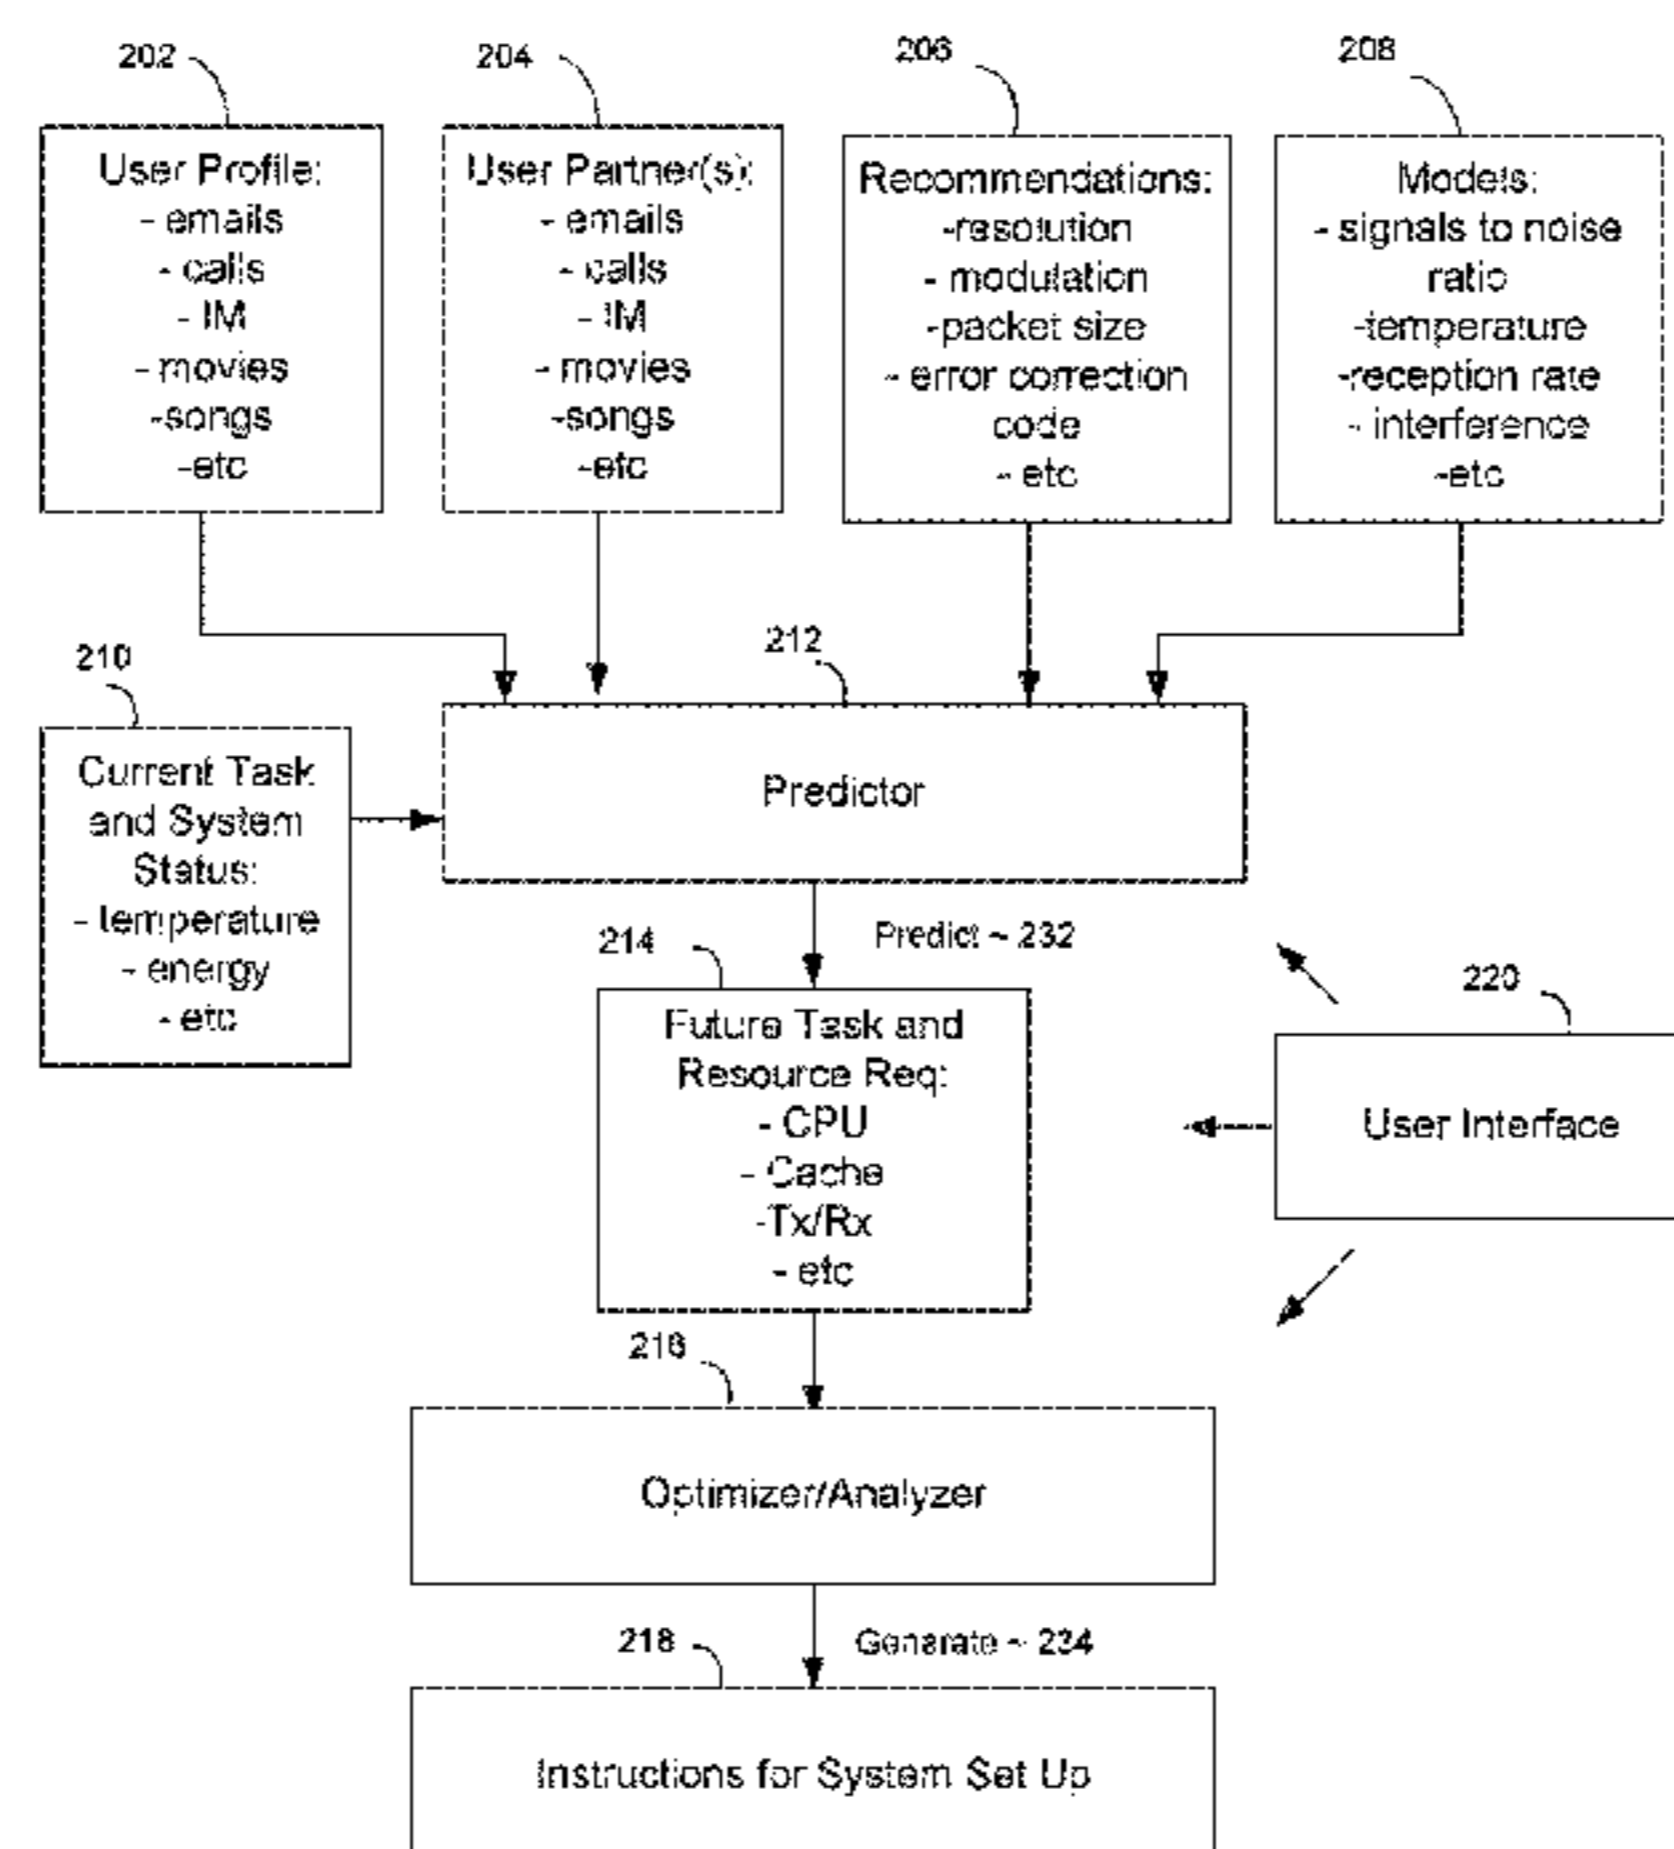 202
204
206
208
User Profile:
- emails
- calls
- IM
- movies
-songs
-etc
User Partner(s):
- emails
- calls
- IM
- movies
-songs
-etc
Recommendations:
-resolution
- modulation
-packet size
- error correction
code
- etc
Models:
- signals to noise
ratio
-temperature
-reception rate
- interference
-etc
210
212
Current Task
and System
Status:
- temperature
- energy
- etc
Predictor
Predict ~ 232
214
Future Task and
Resource Req:
- CPU
- Cache
-Tx/Rx
- etc
220
User Interface
216
Optimizer/Analyzer
218
Generate ~ 234
Instructions for System Set Up